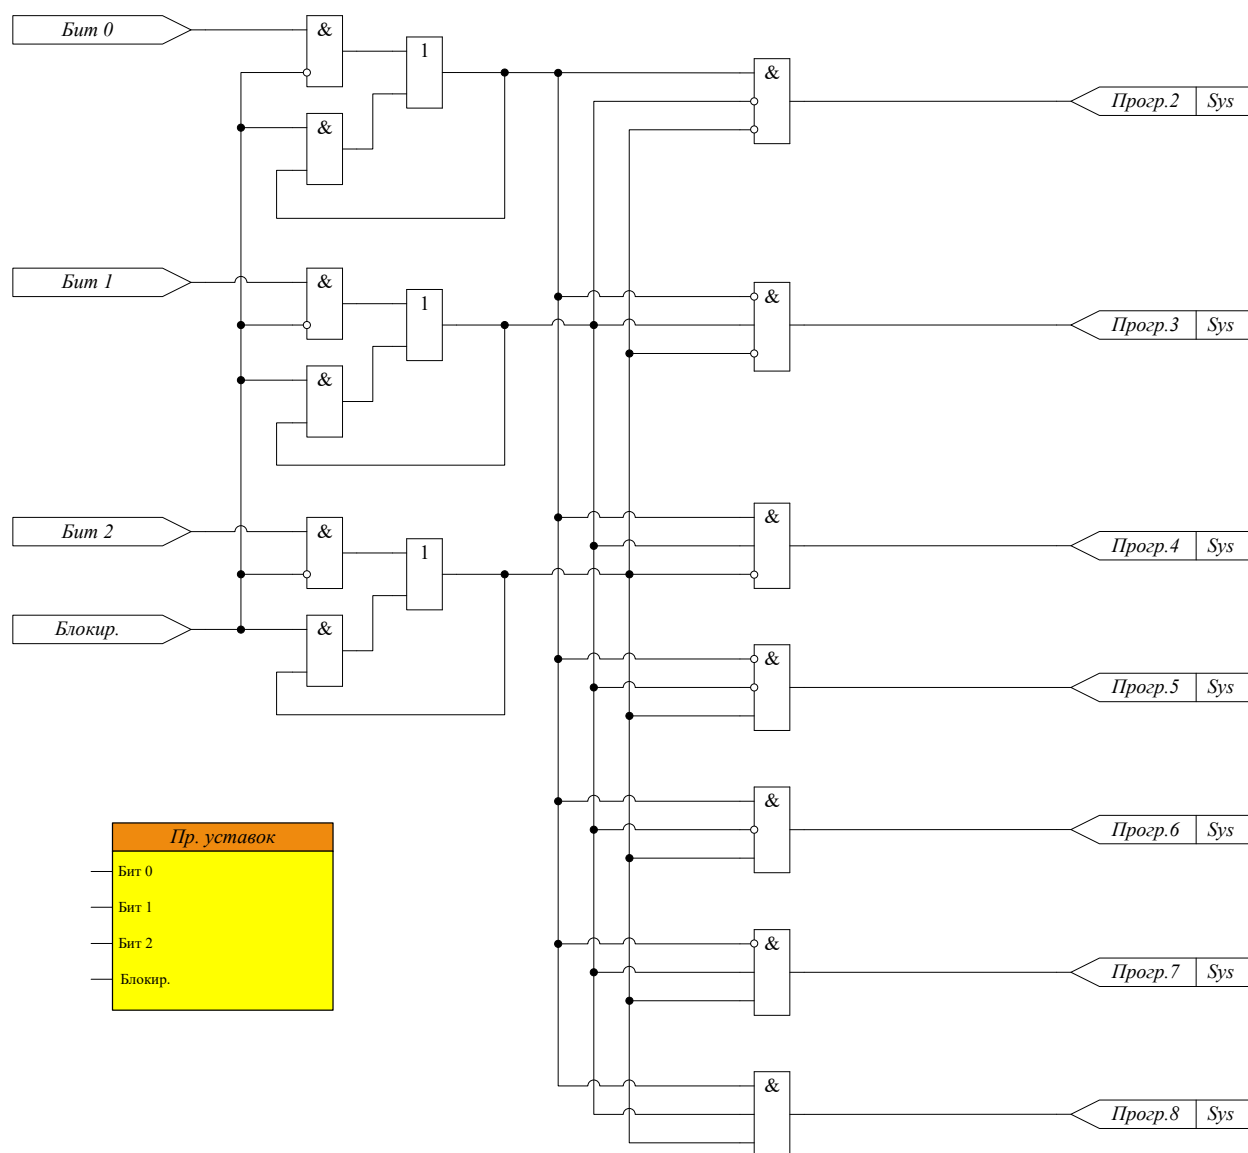 Бит 0
&
1
&
&
Прогр.2 Sys
&
Бит 1
&
1
&
&
Прогр.3 Sys
&
Бит 2
&
1
&
Прогр.4 Sys
Блокир.
&
&
Прогр.5 Sys
&
Прогр.6 Sys
Пр. уставок
Бит 0
Бит 1
Бит 2
Блокир.
&
Прогр.7 Sys
&
Прогр.8 Sys